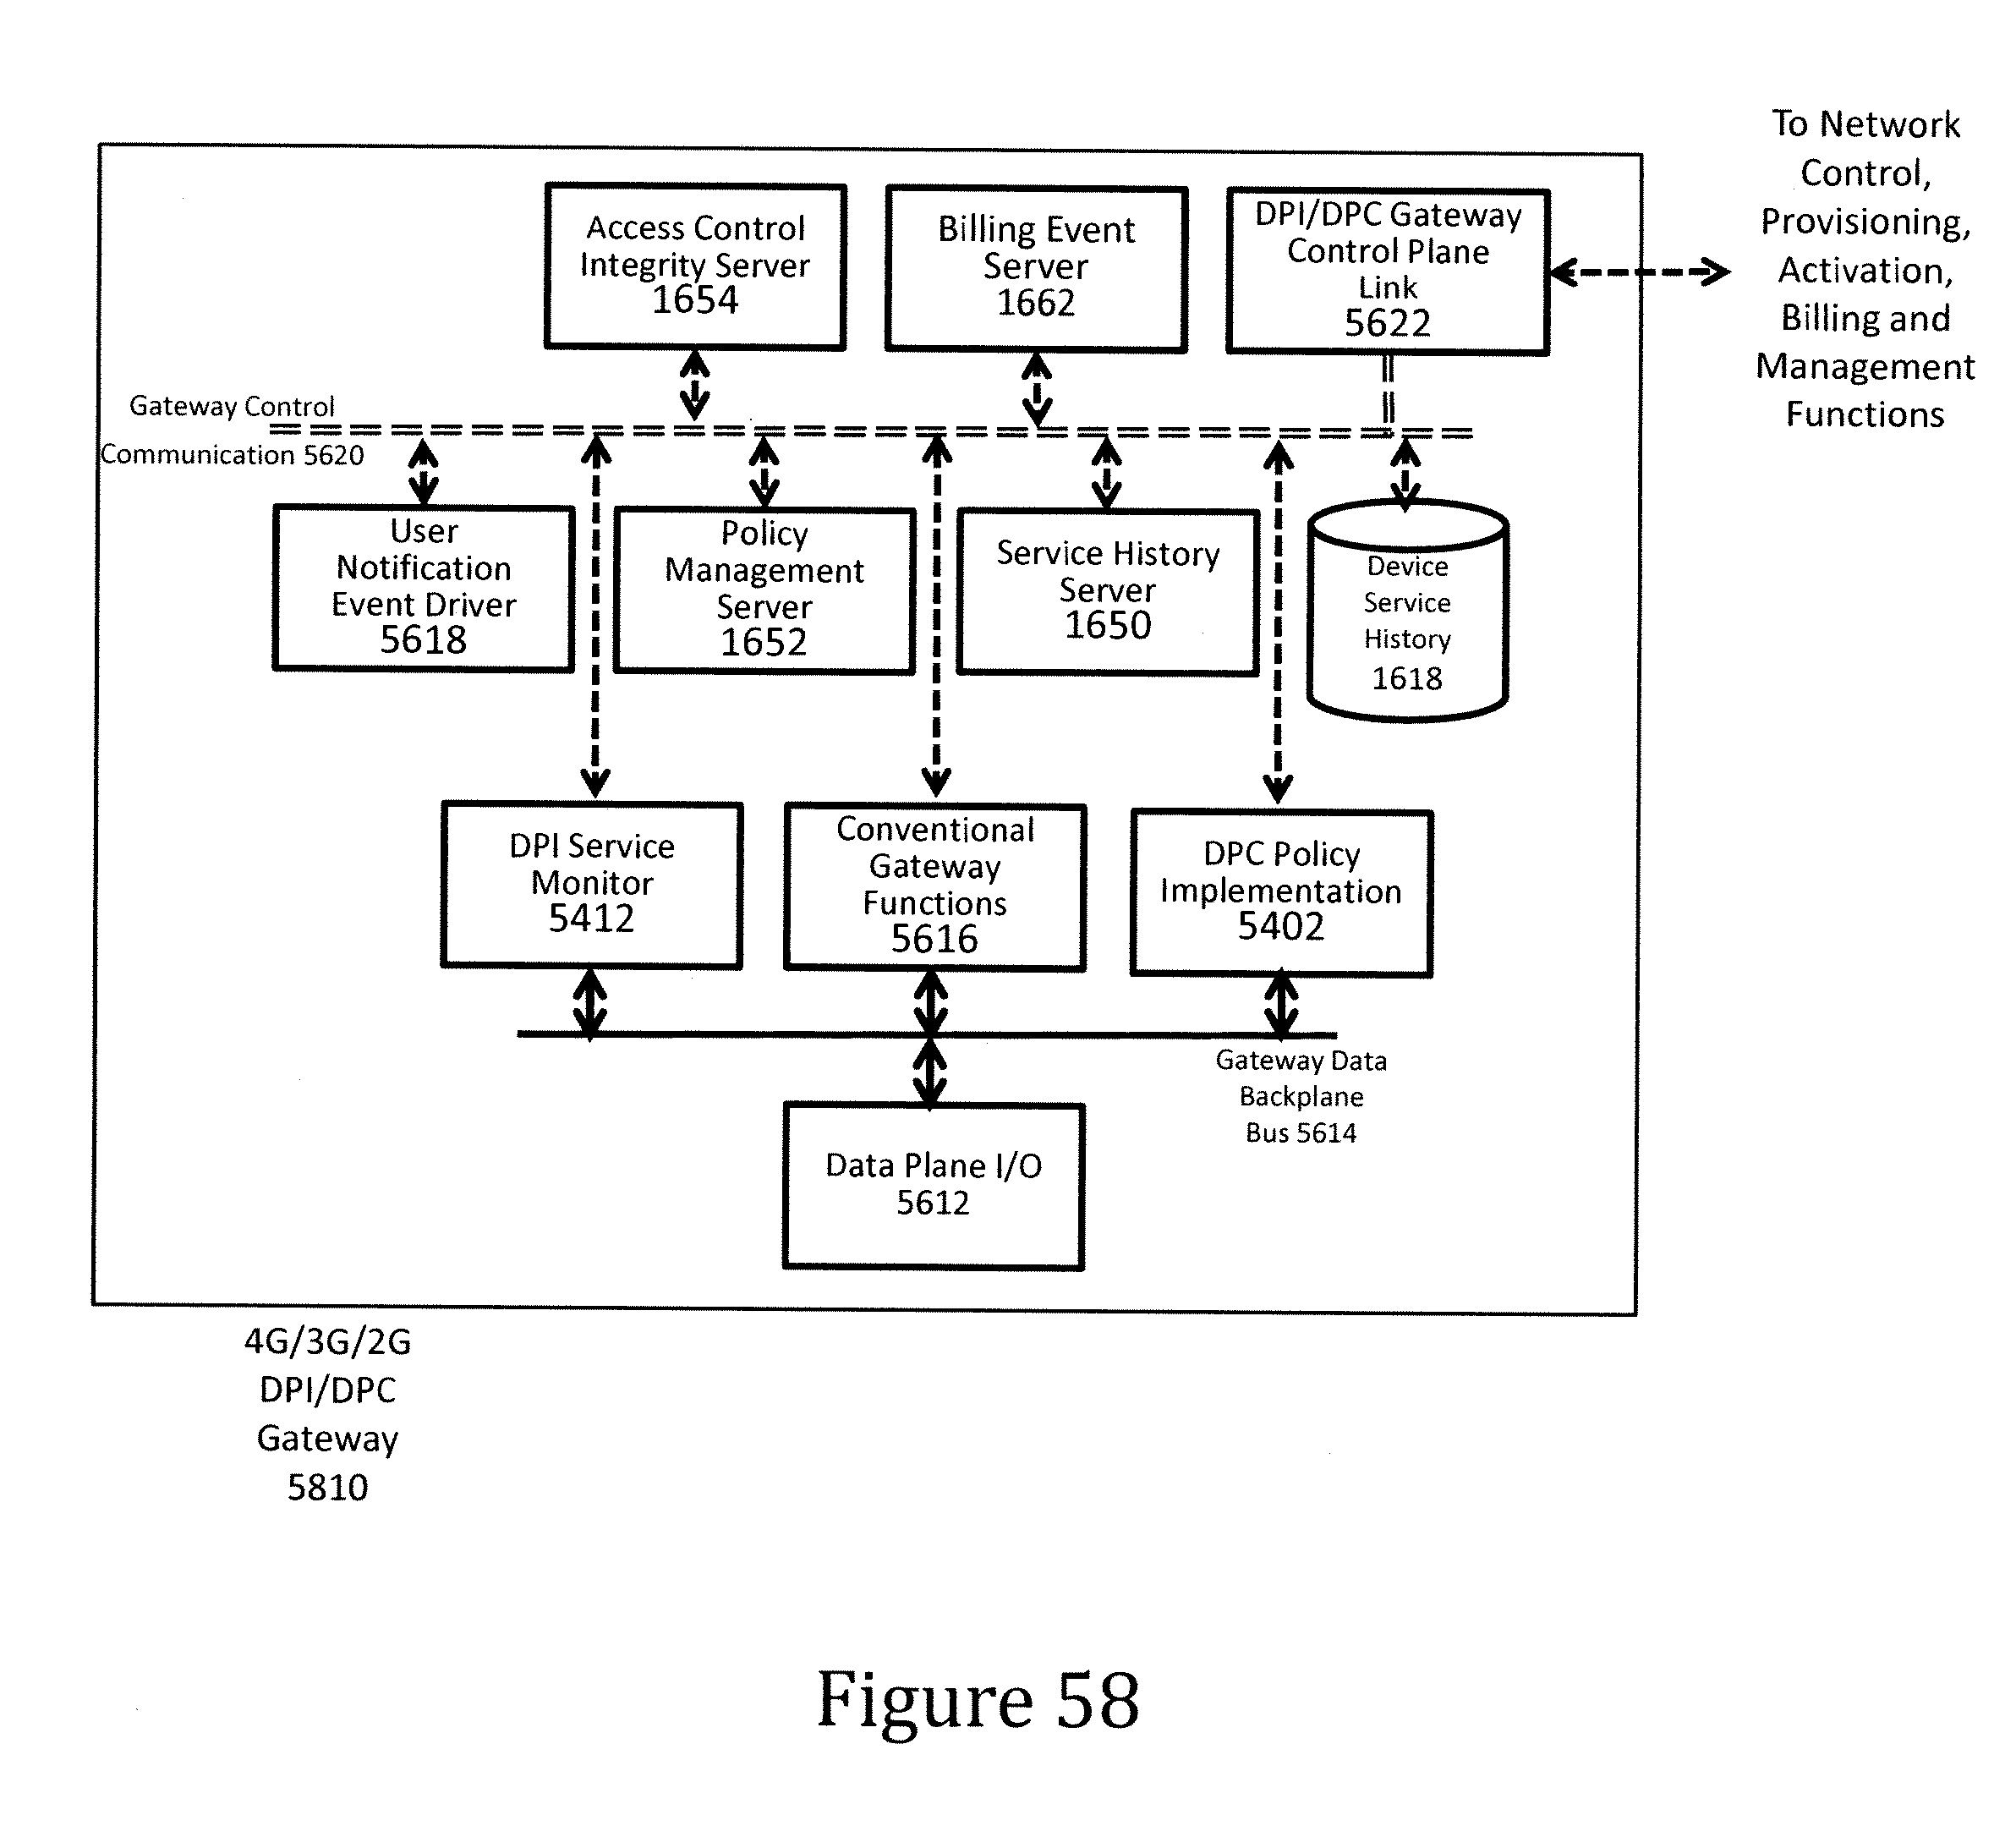 To Network
Control,
Provisioning,
Activation,
Billing and
Management
Functions
Access Control
Integrity Server
1654
Billing Event
Server
1662
DPI/DPC Gateway
Control Plane
Link
5622
Gateway Control
Communication 5620
User
Notification
Event Driver
5618
Policy
Management
Server
1652
Service History
Server
1650
Device
Service
History
1618
DPI Service
Monitor
5412
Conventional
Gateway
Functions
5616
DPC Policy
Implementation
5402
Gateway Data
Backplane
Bus 5614
Data Plane I/O
5612
4G/3G/2G
DPI/DPC
Gateway
5810
Figure 58